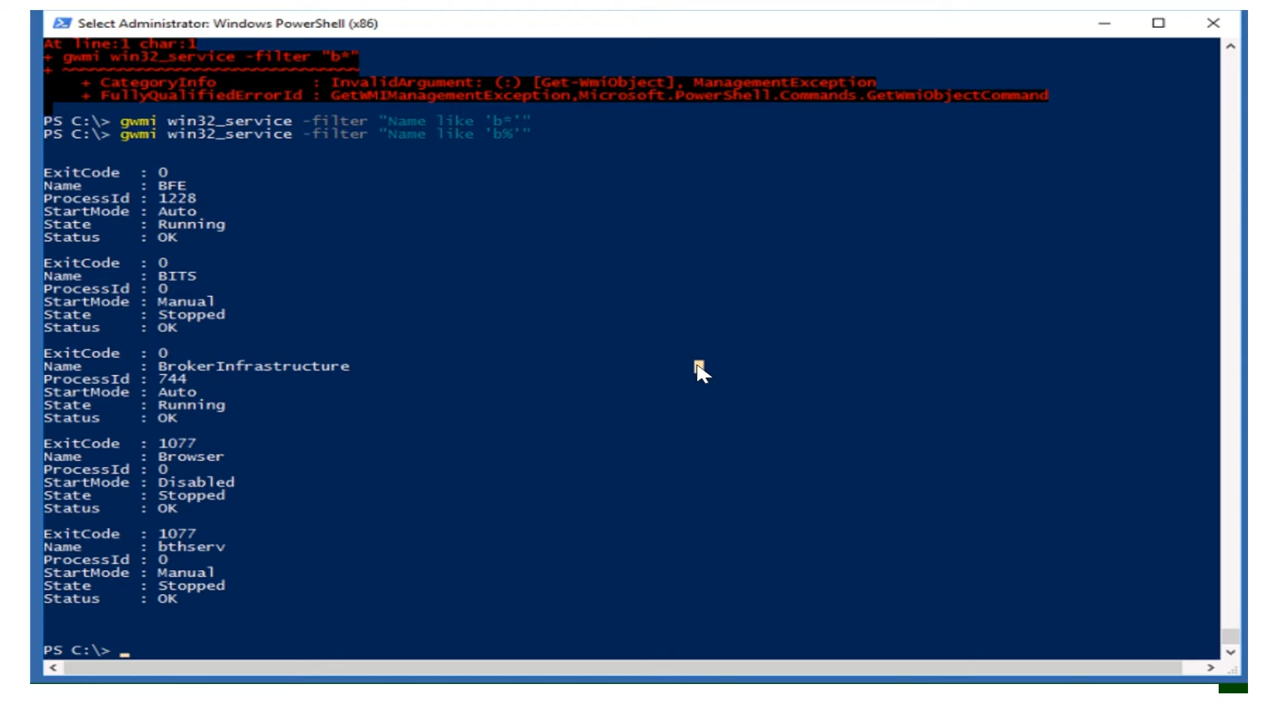 Select Administrator: Windows PowerShell (x86)
At line:1 char:1
+ gwmi win32_service -filter "b*"
+ ~~~~~~~~~~~~~~~~~~~~~~~~~~~~~~~
+ CategoryInfo : InvalidArgument: (:) [Get-WmiObject], ManagementException
+ FullyQualifiedErrorId : GetWMIManagementException,Microsoft.PowerShell.Commands.GetWmiObjectCommand
PS C:\> gwmi win32_service -filter "Name like 'b*'"
PS C:\> gwmi win32_service -filter "Name like 'b%'"
ExitCode : 0
Name : BFE
ProcessId : 1228
StartMode : Auto
State : Running
Status : OK
ExitCode : 0
Name : BITS
ProcessId : 0
StartMode : Manual
State : Stopped
Status : OK
ExitCode : 0
Name : BrokerInfrastructure
ProcessId : 744
StartMode : Auto
State : Running
Status : OK
ExitCode : 1077
Name : Browser
ProcessId : 0
StartMode : Disabled
State : Stopped
Status : OK
ExitCode : 1077
Name : bthserv
ProcessId : 0
StartMode : Manual
State : Stopped
Status : OK
PS C:\> _